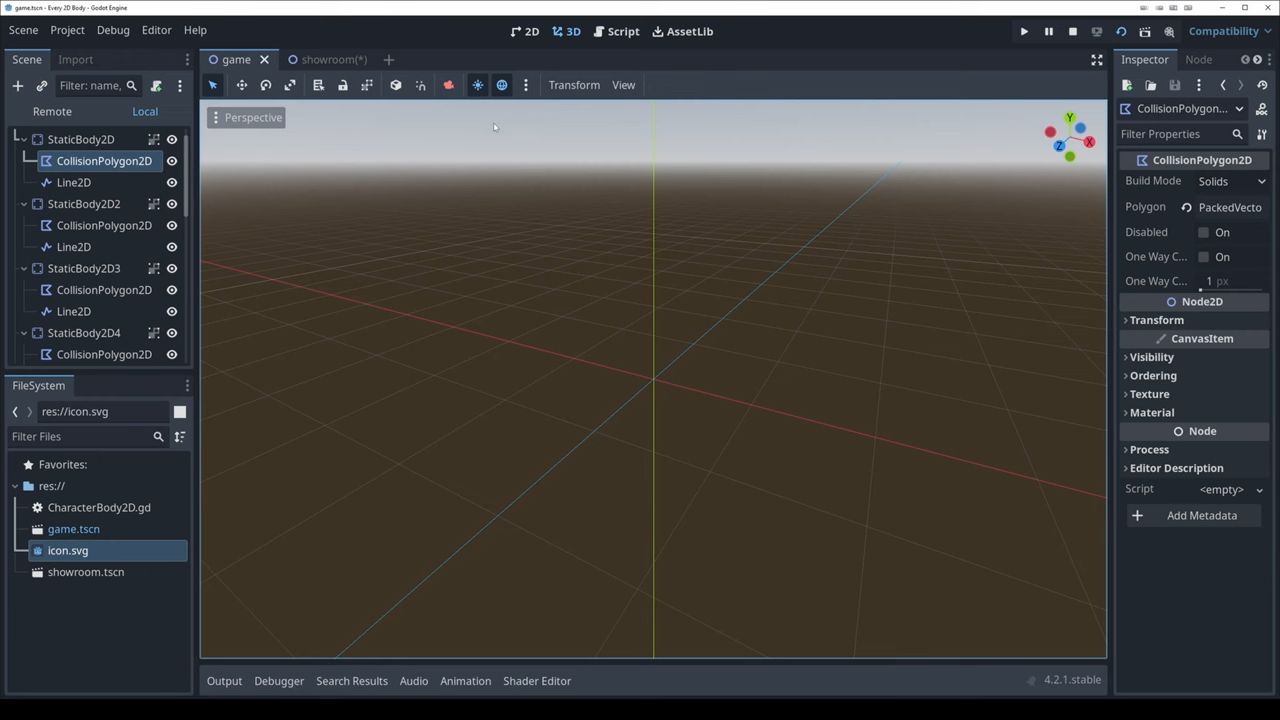 game.tscn - Every 2D Body - Godot Engine
Scene Project Debug Editor Help
2D 3D Script AssetLib
Compatibility
Scene Import
game showroom(*)
Inspector Node
Filter: name,
Transform View
Remote Local
Perspective
Y
X
Z
CollisionPolygon...
Filter Properties
StaticBody2D
CollisionPolygon2D
Line2D
StaticBody2D2
CollisionPolygon2D
Line2D
StaticBody2D3
CollisionPolygon2D
Line2D
StaticBody2D4
CollisionPolygon2D
CollisionPolygon2D
Build Mode Solids
Polygon PackedVecto
Disabled On
One Way C... On
One Way C... 1 px
Node2D
Transform
CanvasItem
Visibility
Ordering
Texture
Material
Node
Process
Editor Description
Script <empty>
Add Metadata
FileSystem
res://icon.svg
Filter Files
Favorites:
res://
CharacterBody2D.gd
game.tscn
icon.svg
showroom.tscn
Output Debugger Search Results Audio Animation Shader Editor
4.2.1.stable